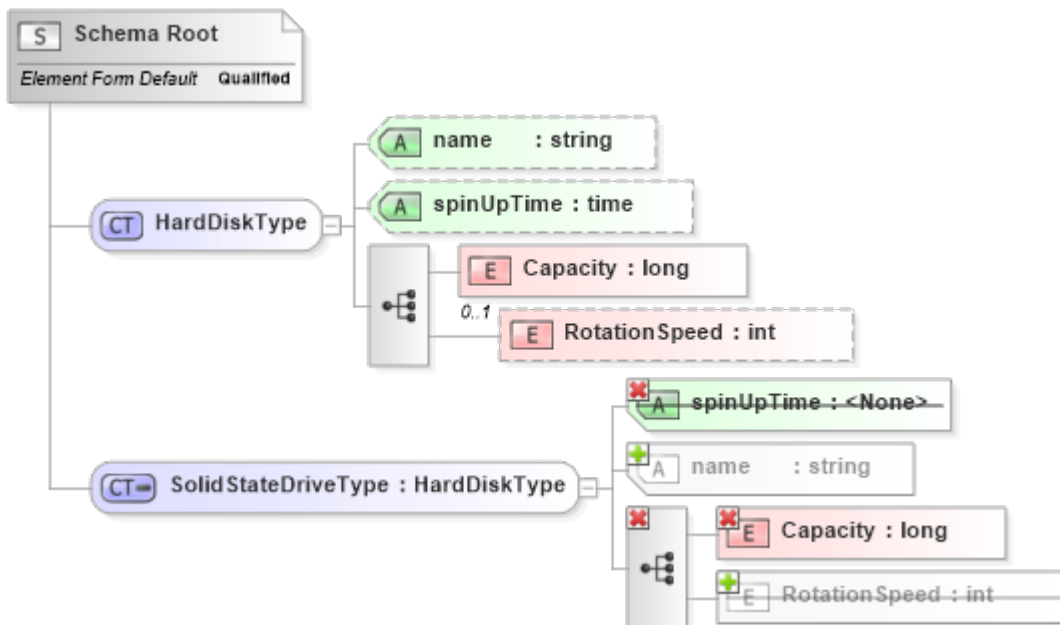 S Schema Root
Element Form Default Qualified
A name : string
A spinUpTime : time
CT HardDiskType
E Capacity : long
0..1
E RotationSpeed : int
A spinUpTime : <None>
A name : string
CT SolidStateDriveType : HardDiskType
E Capacity : long
E RotationSpeed : int